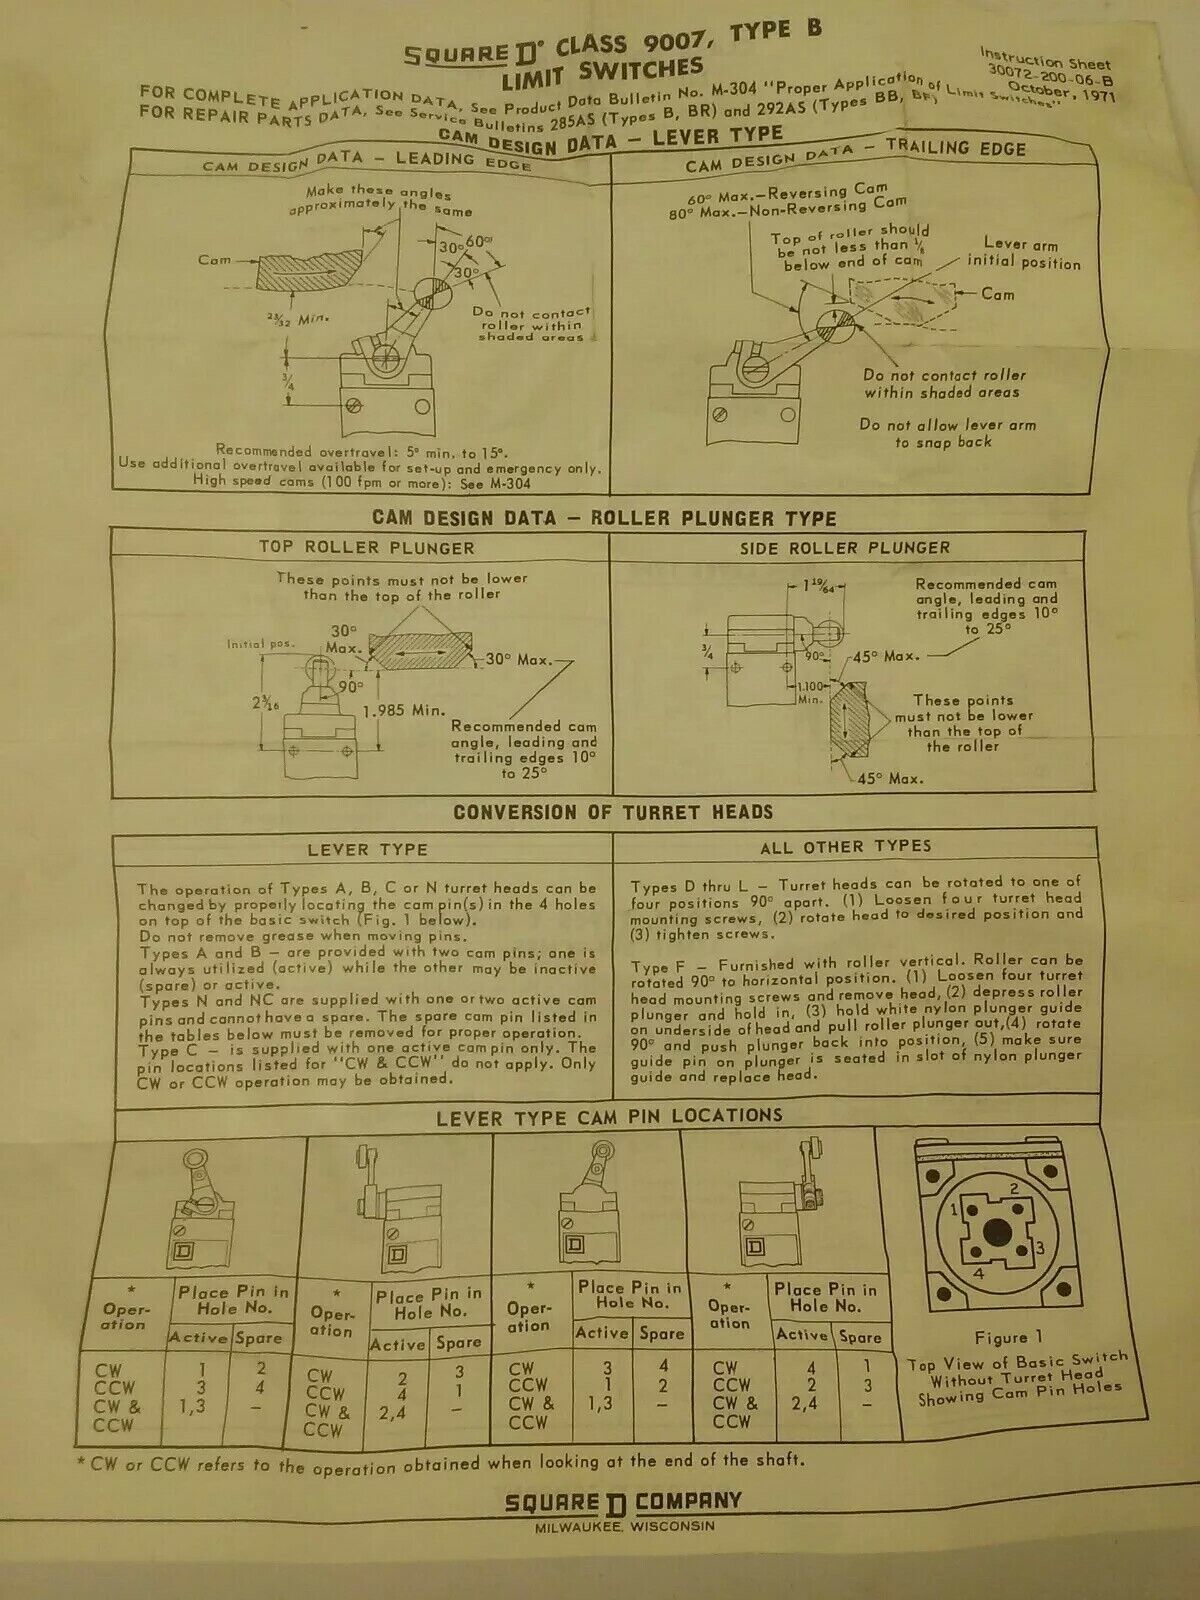 SQUARE D® CLASS 9007, TYPE B
LIMIT SWITCHES
Instruction Sheet
30072-200-06-B
October, 1971
FOR COMPLETE APPLICATION DATA, See Product Data Bulletin No. M-304 "Proper Application of Limit Switches"
FOR REPAIR PARTS DATA, See Service Bulletins 285AS (Types B, BR) and 292AS (Types BB, BF)
CAM DESIGN DATA – LEVER TYPE
CAM DESIGN DATA – LEADING EDGE
Make these angles
approximately the same
Cam
30°
60°
30°
Do not contact
roller within
shaded areas
23/32 Min.
3/4
Recommended overtravel: 5° min. to 15°.
Use additional overtravel available for set-up and emergency only.
High speed cams (100 fpm or more): See M-304
CAM DESIGN DATA – TRAILING EDGE
60° Max.–Reversing Cam
80° Max.–Non-Reversing Cam
Top of roller should
be not less than 1/8
below end of cam
Lever arm
initial position
Cam
Do not contact roller
within shaded areas
Do not allow lever arm
to snap back
CAM DESIGN DATA – ROLLER PLUNGER TYPE
TOP ROLLER PLUNGER
These points must not be lower
than the top of the roller
Initial pos.
30°
Max.
30° Max.
90°
2 3/16
1.985 Min.
Recommended cam
angle, leading and
trailing edges 10°
to 25°
SIDE ROLLER PLUNGER
1 19/64
Recommended cam
angle, leading and
trailing edges 10°
to 25°
3/4
90°
45° Max.
1.100
Min.
These points
must not be lower
than the top of
the roller
45° Max.
CONVERSION OF TURRET HEADS
LEVER TYPE
The operation of Types A, B, C or N turret heads can be
changed by properly locating the cam pin(s) in the 4 holes
on top of the basic switch (Fig. 1 below).
Do not remove grease when moving pins.
Types A and B – are provided with two cam pins; one is
always utilized (active) while the other may be inactive
(spare) or active.
Types N and NC are supplied with one or two active cam
pins and cannot have a spare. The spare cam pin listed in
the tables below must be removed for proper operation.
Type C – is supplied with one active cam pin only. The
pin locations listed for "CW & CCW" do not apply. Only
CW or CCW operation may be obtained.
ALL OTHER TYPES
Types D thru L – Turret heads can be rotated to one of
four positions 90° apart. (1) Loosen four turret head
mounting screws, (2) rotate head to desired position and
(3) tighten screws.
Type F – Furnished with roller vertical. Roller can be
rotated 90° to horizontal position. (1) Loosen four turret
head mounting screws and remove head, (2) depress roller
plunger and hold in, (3) hold white nylon plunger guide
on underside of head and pull roller plunger out, (4) rotate
90° and push plunger back into position, (5) make sure
guide pin on plunger is seated in slot of nylon plunger
guide and replace head.
LEVER TYPE CAM PIN LOCATIONS
D
D
D
D
* Oper-ation Place Pin in Hole No. Active Spare
CW 1 2
CCW 3 4
CW & CCW 1,3 –
* Oper-ation Place Pin in Hole No. Active Spare
CW 2 3
CCW 4 1
CW & CCW 2,4 –
* Oper-ation Place Pin in Hole No. Active Spare
CW 3 4
CCW 1 2
CW & CCW 1,3 –
* Oper-ation Place Pin in Hole No. Active Spare
CW 4 1
CCW 2 3
CW & CCW 2,4 –
1
2
3
4
Figure 1
Top View of Basic Switch
Without Turret Head
Showing Cam Pin Holes
* CW or CCW refers to the operation obtained when looking at the end of the shaft.
SQUARE D COMPANY
MILWAUKEE, WISCONSIN